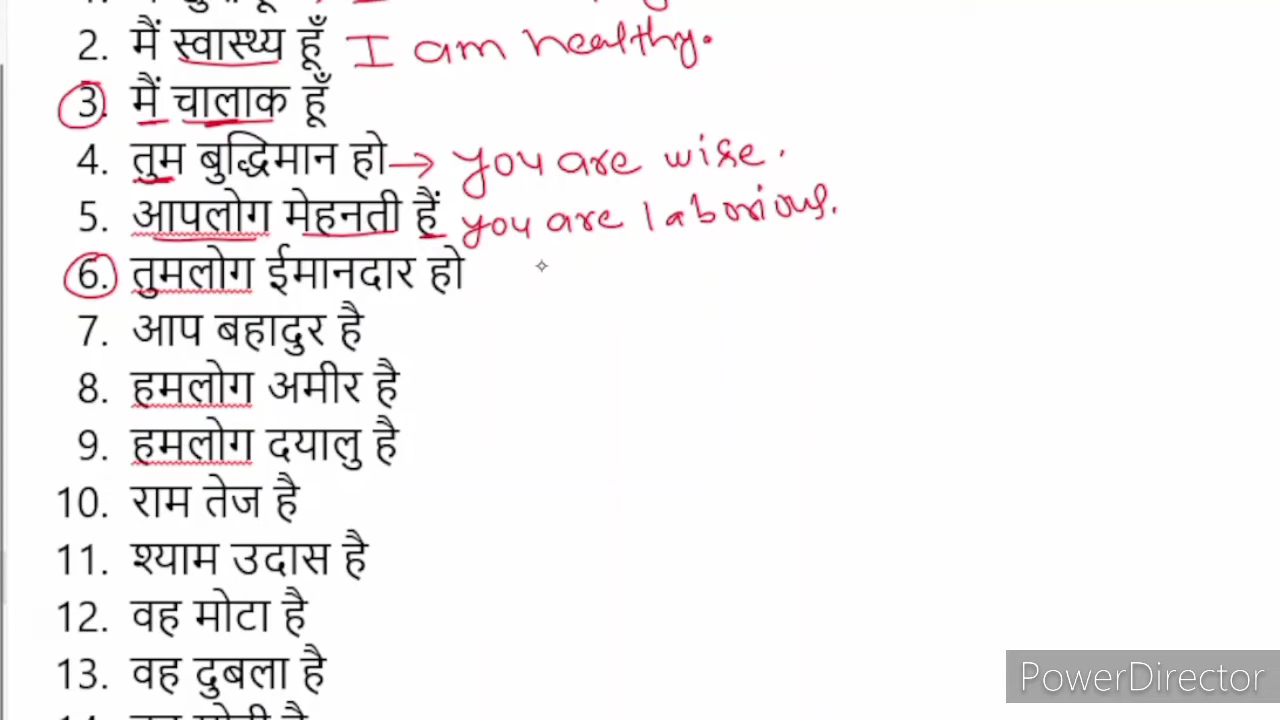 2. मैं स्वास्थ्य हूँ I am healthy.
3. मैं चालाक हूँ
4. तुम बुद्धिमान हो → you are wise.
5. आपलोग मेहनती हैं you are laborious.
6. तुमलोग ईमानदार हो
7. आप बहादुर है
8. हमलोग अमीर है
9. हमलोग दयालु है
10. राम तेज है
11. श्याम उदास है
12. वह मोटा है
13. वह दुबला है
PowerDirector